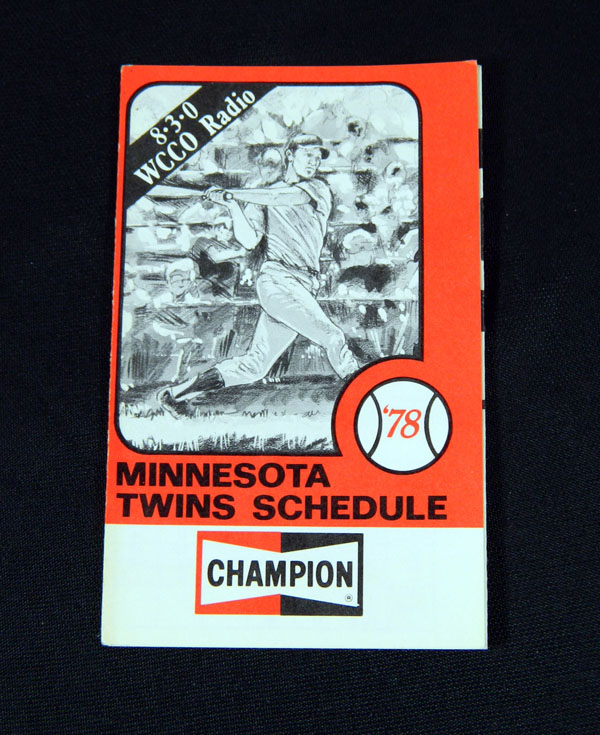 8·3·0
WCCO Radio
'78
MINNESOTA
TWINS SCHEDULE
CHAMPION
®